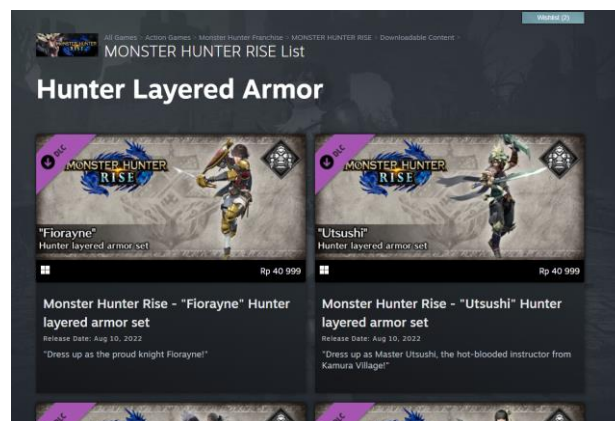 Wishlist (2)
All Games > Action Games > Monster Hunter Franchise > MONSTER HUNTER RISE > Downloadable Content >
MONSTER HUNTER RISE List
Hunter Layered Armor
DLC
MONSTER HUNTER
RISE
"Fiorayne"
Hunter layered armor set
Rp 40 999
Monster Hunter Rise - "Fiorayne" Hunter
layered armor set
Release Date: Aug 10, 2022
"Dress up as the proud knight Fiorayne!"
DLC
MONSTER HUNTER
RISE
"Utsushi"
Hunter layered armor set
Rp 40 999
Monster Hunter Rise - "Utsushi" Hunter
layered armor set
Release Date: Aug 10, 2022
"Dress up as Master Utsushi, the hot-blooded instructor from
Kamura Village!"
DLC
DLC